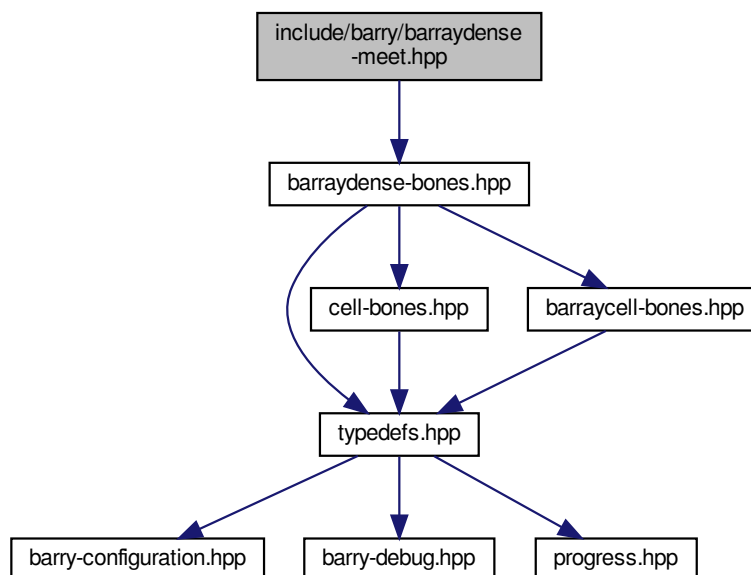 include/barry/barraydense
-meet.hpp
barraydense-bones.hpp
cell-bones.hpp
barraycell-bones.hpp
typedefs.hpp
barry-configuration.hpp
barry-debug.hpp
progress.hpp